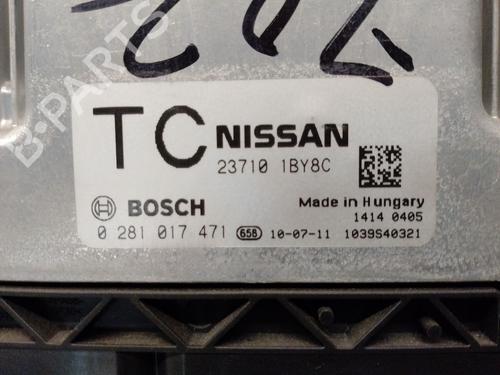 B-PARTS
TC NISSAN
23710 1BY8C
BOSCH
Made in Hungary
1414 0405
0 281 017 471 658 10-07-11 1039S40321